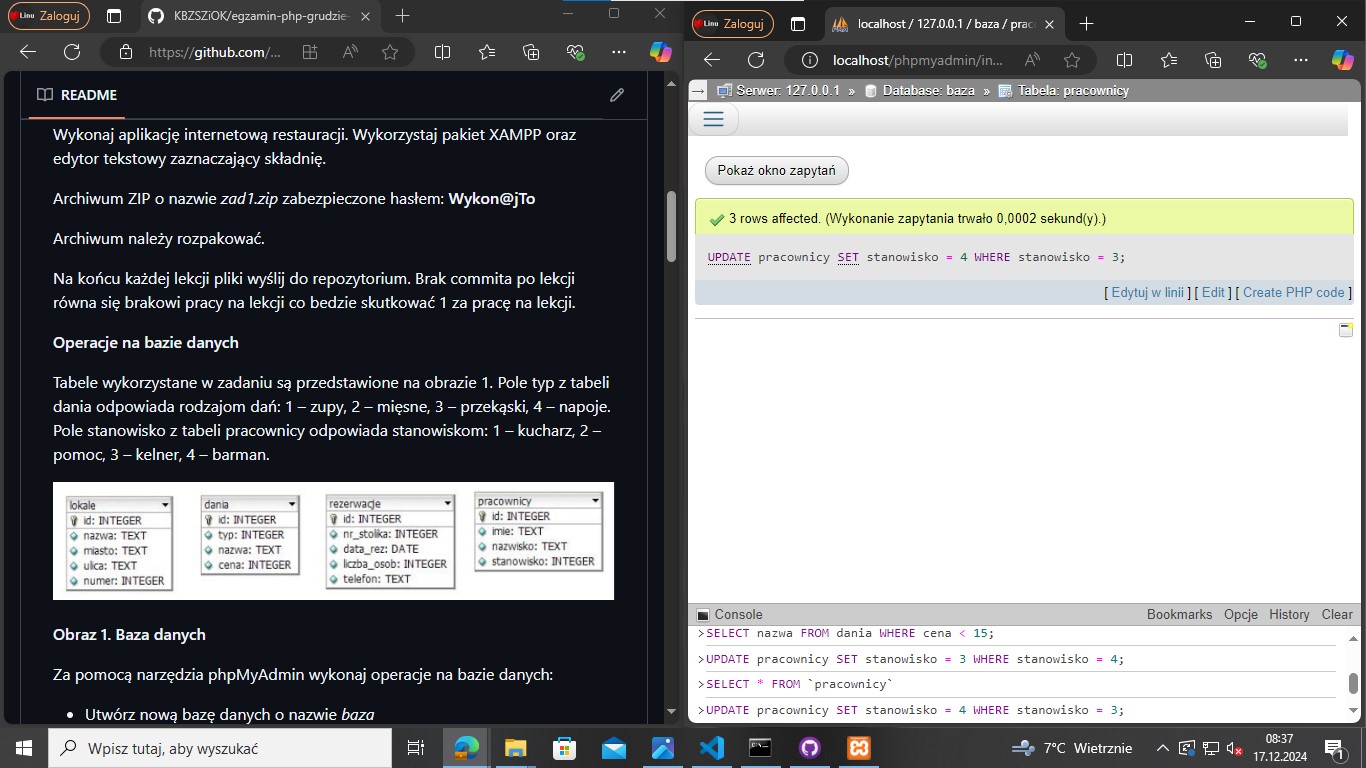 Linu Zaloguj
KBZSZiOK/egzamin-php-grudzie
https://github.com/...
README
Wykonaj aplikację internetową restauracji. Wykorzystaj pakiet XAMPP oraz
edytor tekstowy zaznaczający składnię.
Archiwum ZIP o nazwie zad1.zip zabezpieczone hasłem: Wykon@jTo
Archiwum należy rozpakować.
Na końcu każdej lekcji pliki wyślij do repozytorium. Brak commita po lekcji
równa się brakowi pracy na lekcji co bedzie skutkować 1 za pracę na lekcji.
Operacje na bazie danych
Tabele wykorzystane w zadaniu są przedstawione na obrazie 1. Pole typ z tabeli
dania odpowiada rodzajom dań: 1 – zupy, 2 – mięsne, 3 – przekąski, 4 – napoje.
Pole stanowisko z tabeli pracownicy odpowiada stanowiskom: 1 – kucharz, 2 –
pomoc, 3 – kelner, 4 – barman.
lokale
id: INTEGER
nazwa: TEXT
miasto: TEXT
ulica: TEXT
numer: INTEGER
dania
id: INTEGER
typ: INTEGER
nazwa: TEXT
cena: INTEGER
rezerwacje
id: INTEGER
nr_stolika: INTEGER
data_rez: DATE
liczba_osob: INTEGER
telefon: TEXT
pracownicy
id: INTEGER
imie: TEXT
nazwisko: TEXT
stanowisko: INTEGER
Obraz 1. Baza danych
Za pomocą narzędzia phpMyAdmin wykonaj operacje na bazie danych:
• Utwórz nową bazę danych o nazwie baza
Linu Zaloguj
localhost / 127.0.0.1 / baza / prac
localhost/phpmyadmin/in...
Serwer: 127.0.0.1 » Database: baza » Tabela: pracownicy
Pokaż okno zapytań
3 rows affected. (Wykonanie zapytania trwało 0,0002 sekund(y).)
UPDATE pracownicy SET stanowisko = 4 WHERE stanowisko = 3;
[ Edytuj w linii ] [ Edit ] [ Create PHP code ]
Console Bookmarks Opcje History Clear
>SELECT nazwa FROM dania WHERE cena < 15;
>UPDATE pracownicy SET stanowisko = 3 WHERE stanowisko = 4;
>SELECT * FROM `pracownicy`
>UPDATE pracownicy SET stanowisko = 4 WHERE stanowisko = 3;
Wpisz tutaj, aby wyszukać
7°C Wietrznie
08:37
17.12.2024
1